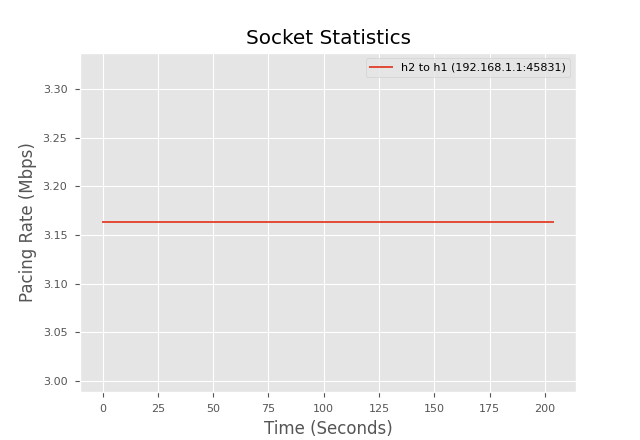 Socket Statistics
h2 to h1 (192.168.1.1:45831)
Pacing Rate (Mbps)
3.30
3.25
3.20
3.15
3.10
3.05
3.00
0 25 50 75 100 125 150 175 200
Time (Seconds)